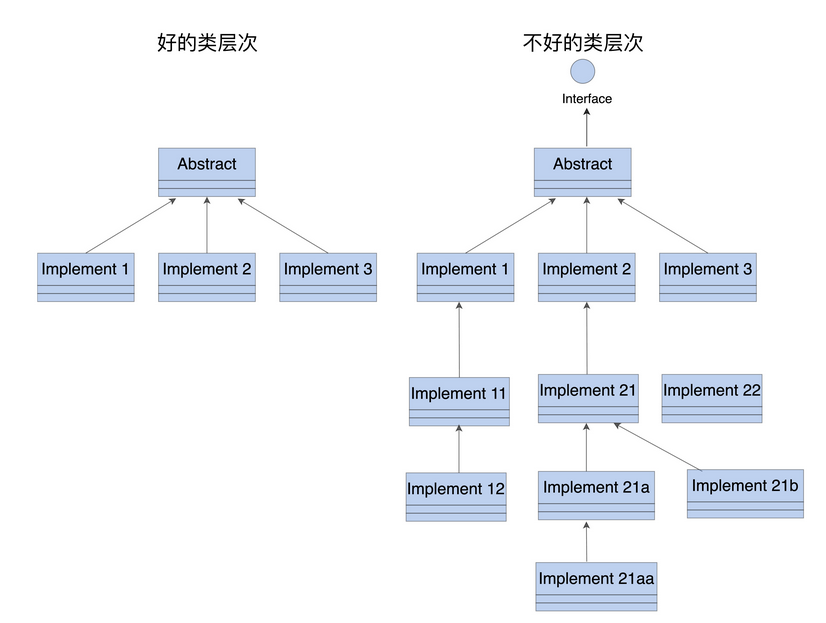 好的类层次
不好的类层次
Interface
Abstract
Abstract
Implement 1
Implement 2
Implement 3
Implement 1
Implement 2
Implement 3
Implement 11
Implement 21
Implement 22
Implement 12
Implement 21a
Implement 21b
Implement 21aa